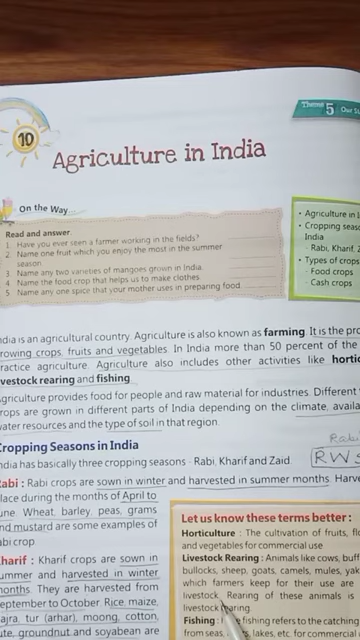 Theme 5 Our St
10
Agriculture in India
On the Way...
Read and answer.
1. Have you ever seen a farmer working in the fields?
2. Name one fruit which you enjoy the most in the summer
season.
3. Name any two varieties of mangoes grown in India.
4. Name the food crop that helps us to make clothes.
5. Name any one spice that your mother uses in preparing food
• Agriculture in I
• Cropping seaso
India
- Rabi, Kharif, Z
• Types of crops
- Food crops
- Cash crops
ndia is an agricultural country. Agriculture is also known as farming. It is the pro
rowing crops, fruits and vegetables. In India more than 50 percent of the
ractice agriculture. Agriculture also includes other activities like hortic
vestock rearing and fishing.
griculture provides food for people and raw material for industries. Different
rops are grown in different parts of India depending on the climate, availa
water resources and the type of soil in that region.
Cropping Seasons in India
ndia has basically three cropping seasons - Rabi, Kharif and Zaid.
Rabi
RWS
abi : Rabi crops are sown in winter and harvested in summer months. Harve
lace during the months of April to
une. Wheat, barley, peas, grams
nd mustard are some examples of
abi crop.
harif : Kharif crops are sown in
ummer and harvested in winter
onths. They are harvested from
eptember to October. Rice, maize,
ajra, tur (arhar), moong, cotton,
ute, groundnut and soyabean are
Let us know these terms better :
Horticulture : The cultivation of fruits, flo
and vegetables for commercial use
Livestock Rearing : Animals like cows, buff
bullocks, sheep, goats, camels, mules, yak
which farmers keep for their use are
livestock. Rearing of these animals is
livestock rearing.
Fishing : fishing refers to the catching
from seas, lakes, etc. for commerc